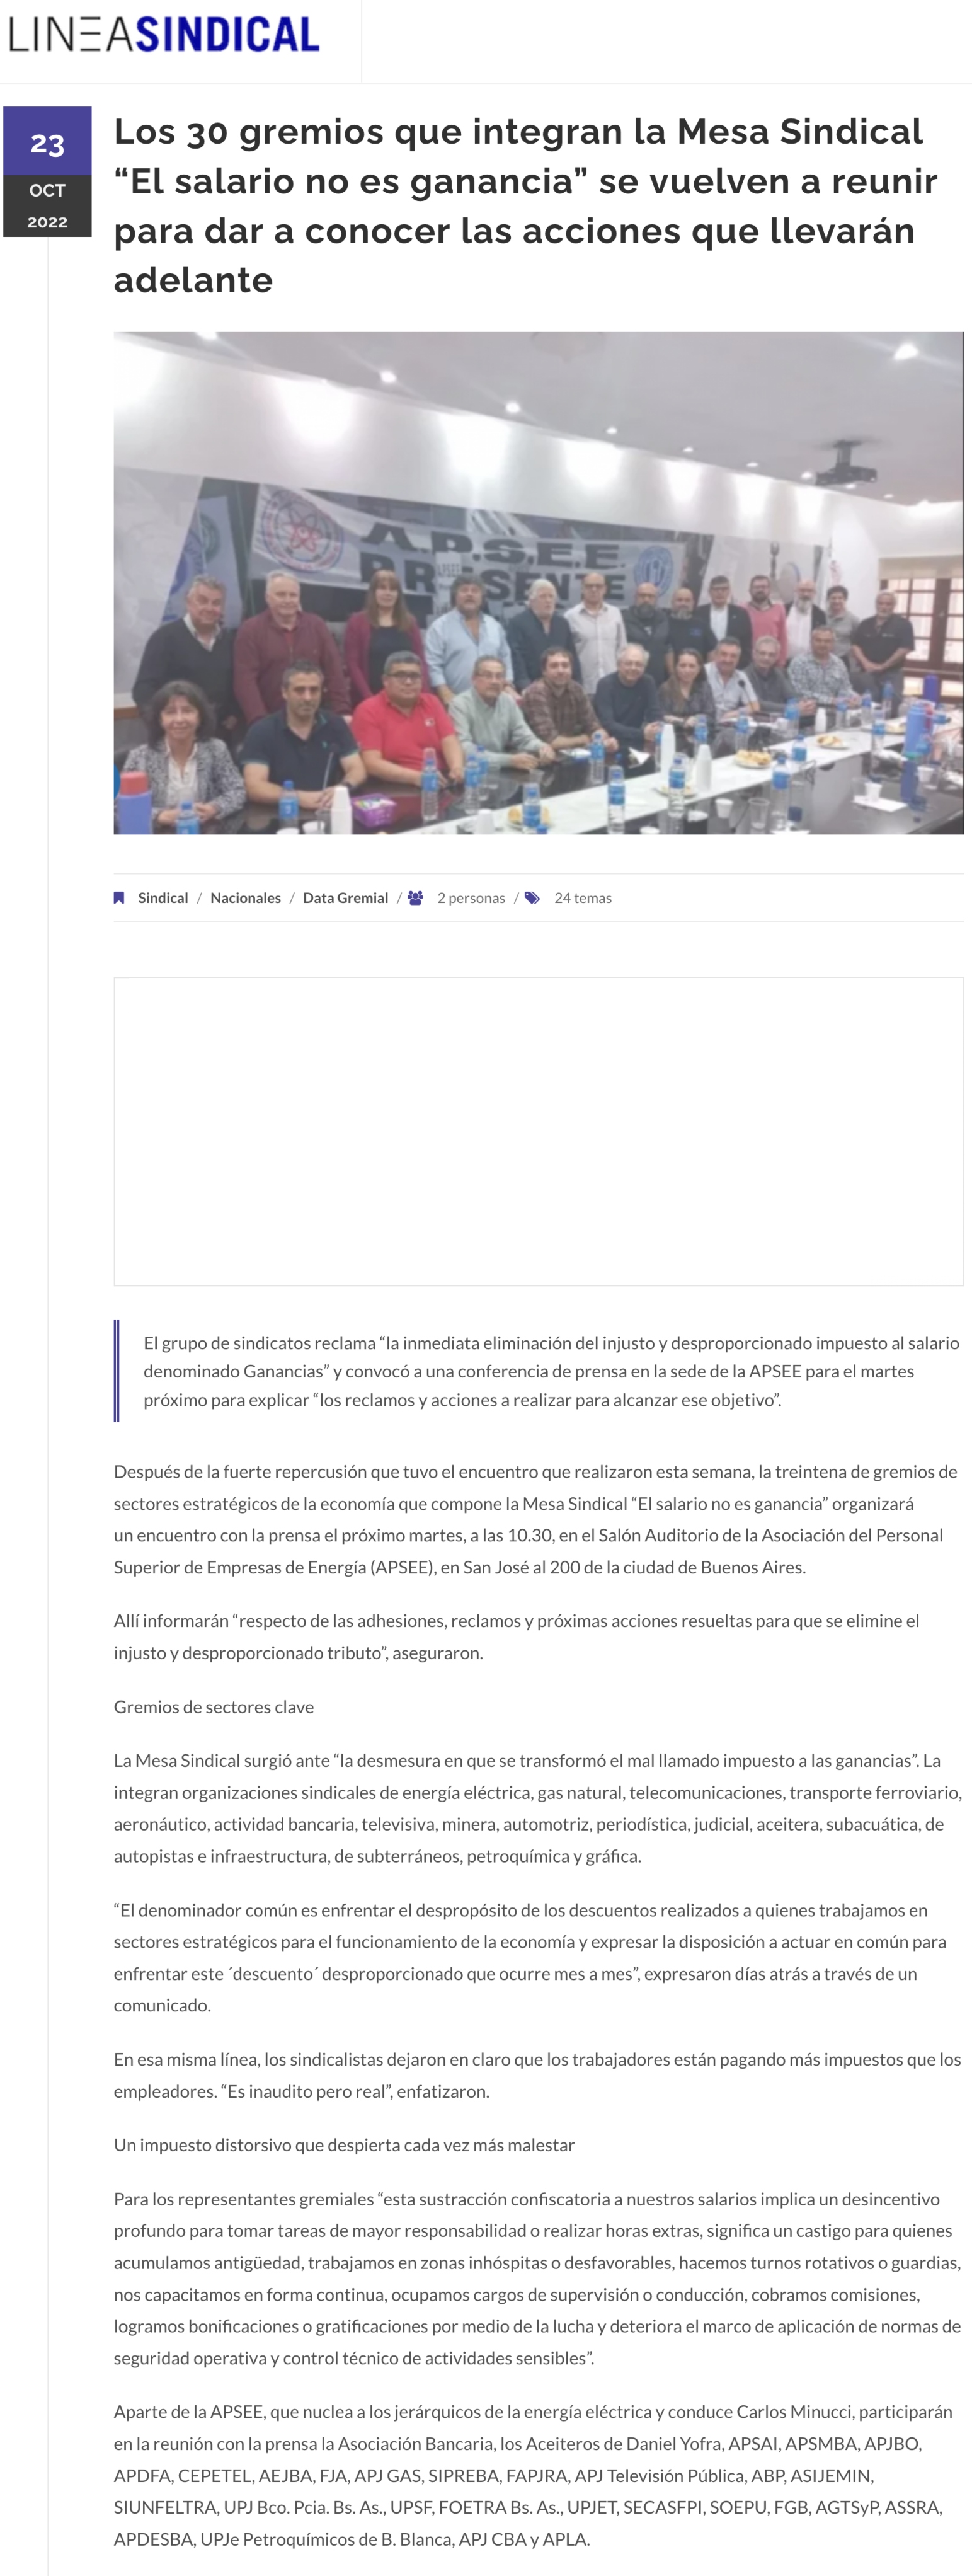 LINEASINDICAL
23
OCT
2022
Los 30 gremios que integran la Mesa Sindical
“El salario no es ganancia” se vuelven a reunir
para dar a conocer las acciones que llevarán
adelante
A.P.S.E.E.
PRESENTE
Sindical / Nacionales / Data Gremial / 2 personas / 24 temas
El grupo de sindicatos reclama “la inmediata eliminación del injusto y desproporcionado impuesto al salario
denominado Ganancias” y convocó a una conferencia de prensa en la sede de la APSEE para el martes
próximo para explicar “los reclamos y acciones a realizar para alcanzar ese objetivo”.
Después de la fuerte repercusión que tuvo el encuentro que realizaron esta semana, la treintena de gremios de
sectores estratégicos de la economía que compone la Mesa Sindical “El salario no es ganancia” organizará
un encuentro con la prensa el próximo martes, a las 10.30, en el Salón Auditorio de la Asociación del Personal
Superior de Empresas de Energía (APSEE), en San José al 200 de la ciudad de Buenos Aires.
Allí informarán “respecto de las adhesiones, reclamos y próximas acciones resueltas para que se elimine el
injusto y desproporcionado tributo”, aseguraron.
Gremios de sectores clave
La Mesa Sindical surgió ante “la desmesura en que se transformó el mal llamado impuesto a las ganancias”. La
integran organizaciones sindicales de energía eléctrica, gas natural, telecomunicaciones, transporte ferroviario,
aeronáutico, actividad bancaria, televisiva, minera, automotriz, periodística, judicial, aceitera, subacuática, de
autopistas e infraestructura, de subterráneos, petroquímica y gráfica.
“El denominador común es enfrentar el despropósito de los descuentos realizados a quienes trabajamos en
sectores estratégicos para el funcionamiento de la economía y expresar la disposición a actuar en común para
enfrentar este ´descuento´ desproporcionado que ocurre mes a mes”, expresaron días atrás a través de un
comunicado.
En esa misma línea, los sindicalistas dejaron en claro que los trabajadores están pagando más impuestos que los
empleadores. “Es inaudito pero real”, enfatizaron.
Un impuesto distorsivo que despierta cada vez más malestar
Para los representantes gremiales “esta sustracción confiscatoria a nuestros salarios implica un desincentivo
profundo para tomar tareas de mayor responsabilidad o realizar horas extras, significa un castigo para quienes
acumulamos antigüedad, trabajamos en zonas inhóspitas o desfavorables, hacemos turnos rotativos o guardias,
nos capacitamos en forma continua, ocupamos cargos de supervisión o conducción, cobramos comisiones,
logramos bonificaciones o gratificaciones por medio de la lucha y deteriora el marco de aplicación de normas de
seguridad operativa y control técnico de actividades sensibles”.
Aparte de la APSEE, que nuclea a los jerárquicos de la energía eléctrica y conduce Carlos Minucci, participarán
en la reunión con la prensa la Asociación Bancaria, los Aceiteros de Daniel Yofra, APSAI, APSMBA, APJBO,
APDFA, CEPETEL, AEJBA, FJA, APJ GAS, SIPREBA, FAPJRA, APJ Televisión Pública, ABP, ASIJEMIN,
SIUNFELTRA, UPJ Bco. Pcia. Bs. As., UPSF, FOETRA Bs. As., UPJET, SECASFPI, SOEPU, FGB, AGTSyP, ASSRA,
APDESBA, UPJe Petroquímicos de B. Blanca, APJ CBA y APLA.